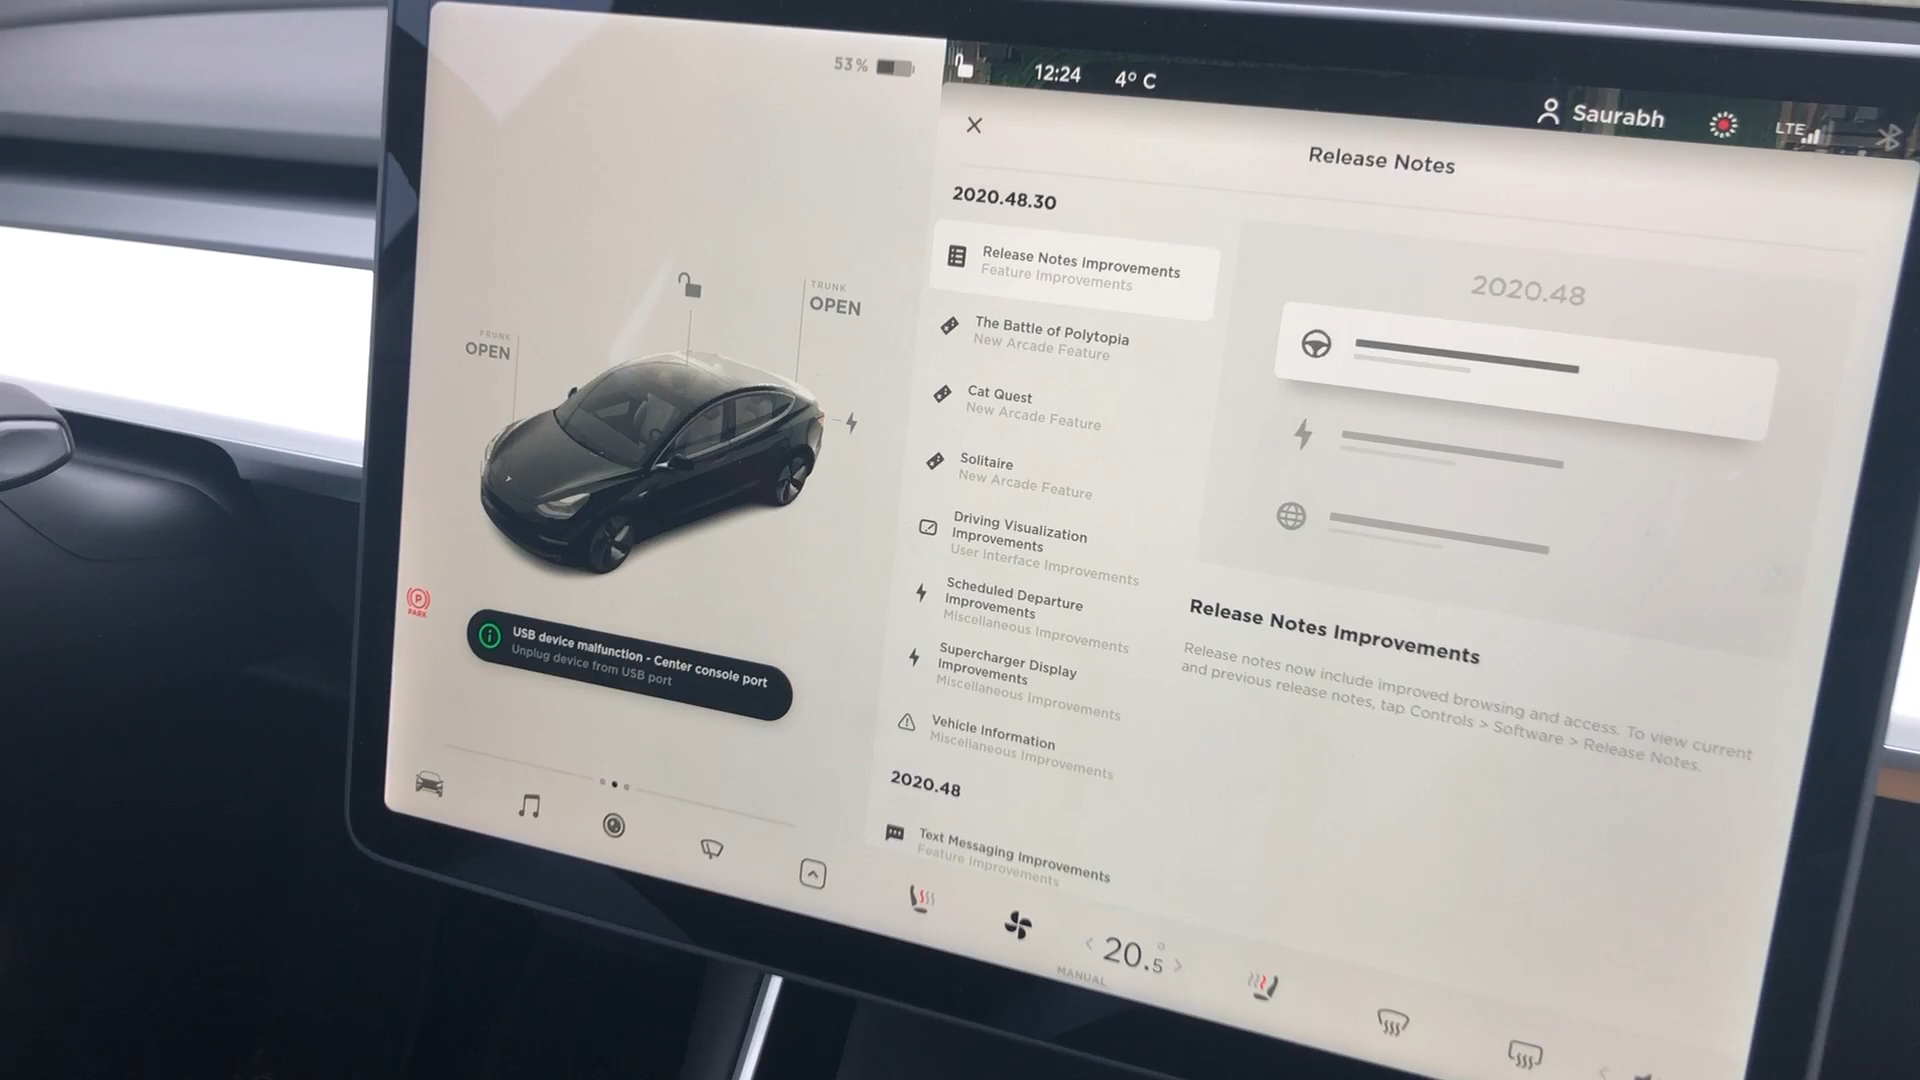 53%
12:24
4° C
Saurabh
LTE
Release Notes
FRUNK
OPEN
TRUNK
OPEN
PARK
USB device malfunction - Center console port
Unplug device from USB port
2020.48.30
Release Notes Improvements
Feature Improvements
The Battle of Polytopia
New Arcade Feature
Cat Quest
New Arcade Feature
Solitaire
New Arcade Feature
Driving Visualization
Improvements
User Interface Improvements
Scheduled Departure
Improvements
Miscellaneous Improvements
Supercharger Display
Improvements
Miscellaneous Improvements
Vehicle Information
Miscellaneous Improvements
2020.48
Text Messaging Improvements
Feature Improvements
2020.48
Release Notes Improvements
Release notes now include improved browsing and access. To view current
and previous release notes, tap Controls > Software > Release Notes.
< 20.5° >
MANUAL